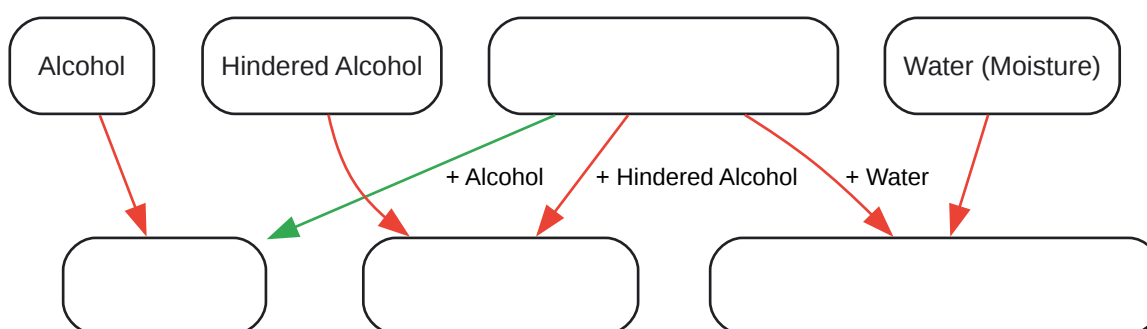 Alcohol
Hindered Alcohol
Water (Moisture)
+ Alcohol
+ Hindered Alcohol
+ Water